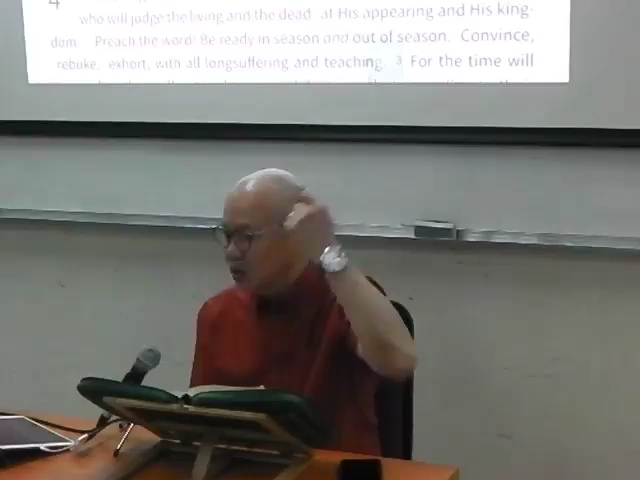 4
who will judge the living and the dead at His appearing and His king-
dom Preach the word! Be ready in season and out of season. Convince,
rebuke, exhort, with all longsuffering and teaching. 3 For the time will